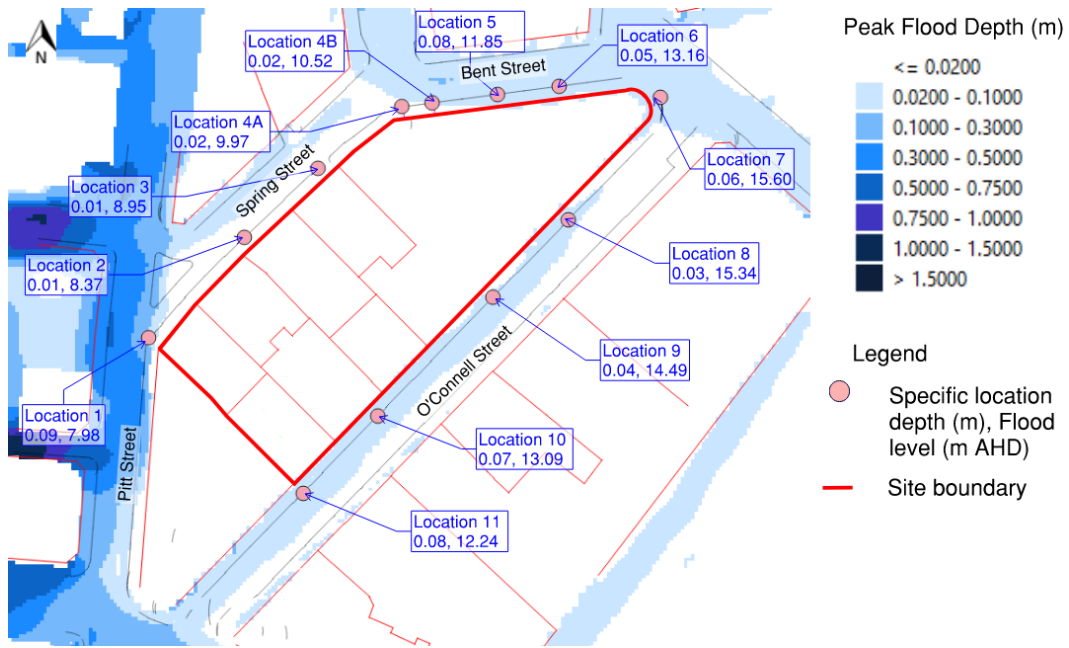 N
Location 5
0.08, 11.85
Location 4B
0.02, 10.52
Location 6
0.05, 13.16
Bent Street
Location 4A
0.02, 9.97
Location 3
0.01, 8.95
Spring Street
Location 7
0.06, 15.60
Location 2
0.01, 8.37
Location 8
0.03, 15.34
Location 9
0.04, 14.49
O'Connell Street
Location 1
0.09, 7.98
Location 10
0.07, 13.09
Pitt Street
Location 11
0.08, 12.24
Peak Flood Depth (m)
<= 0.0200
0.0200 - 0.1000
0.1000 - 0.3000
0.3000 - 0.5000
0.5000 - 0.7500
0.7500 - 1.0000
1.0000 - 1.5000
> 1.5000
Legend
Specific location
depth (m), Flood
level (m AHD)
Site boundary